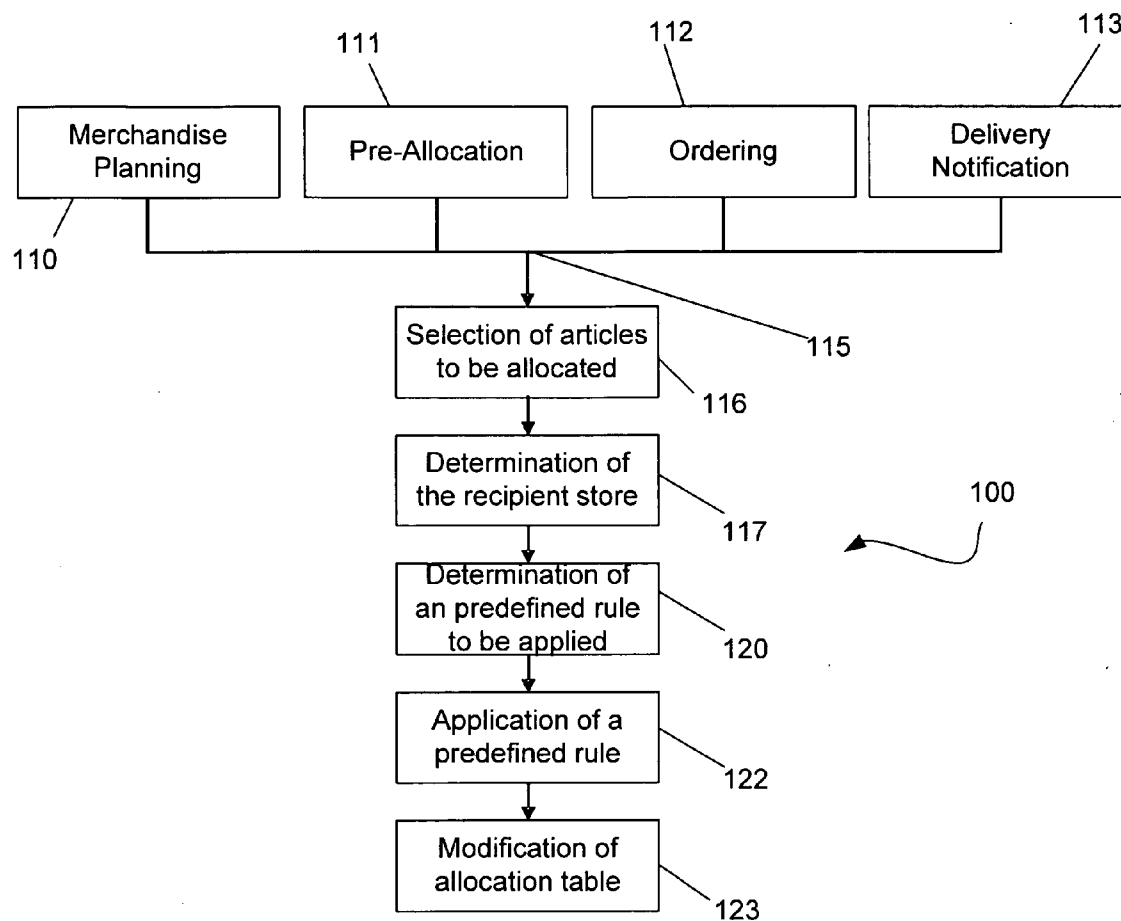 111
112
113
Merchandise
Planning
Pre-Allocation
Ordering
Delivery
Notification
110
115
Selection of articles
to be allocated
116
Determination of
the recipient store
117
100
Determination of
an predefined rule
to be applied
120
Application of a
predefined rule
122
Modification of
allocation table
123